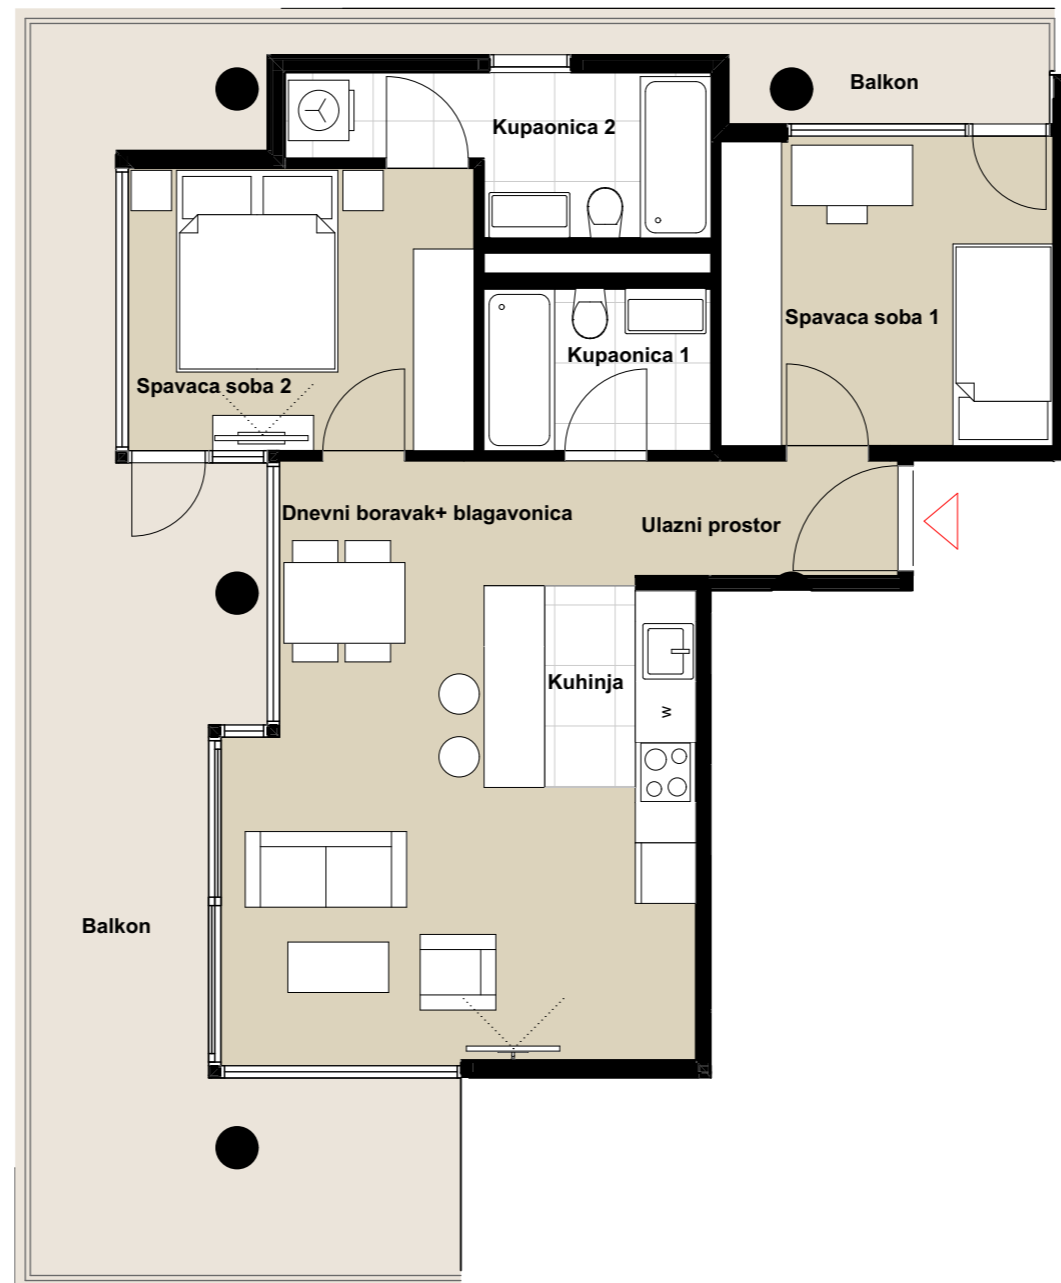 Balkon
Kupaonica 2
Spavaca soba 1
Kupaonica 1
Spavaca soba 2
Dnevni boravak+ blagavonica
Ulazni prostor
Kuhinja
W
Balkon